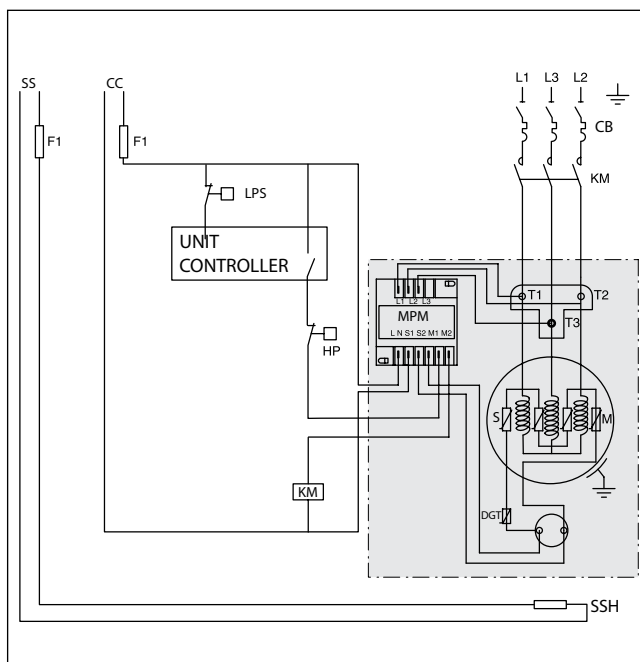 SS
CC
L1 L3 L2
CB
F1
F1
KM
LPS
UNIT
CONTROLLER
L1 L2 L3
MPM
L N S1 S2 M1 M2
T1
T2
T3
HP
S
M
KM
DGT
SSH